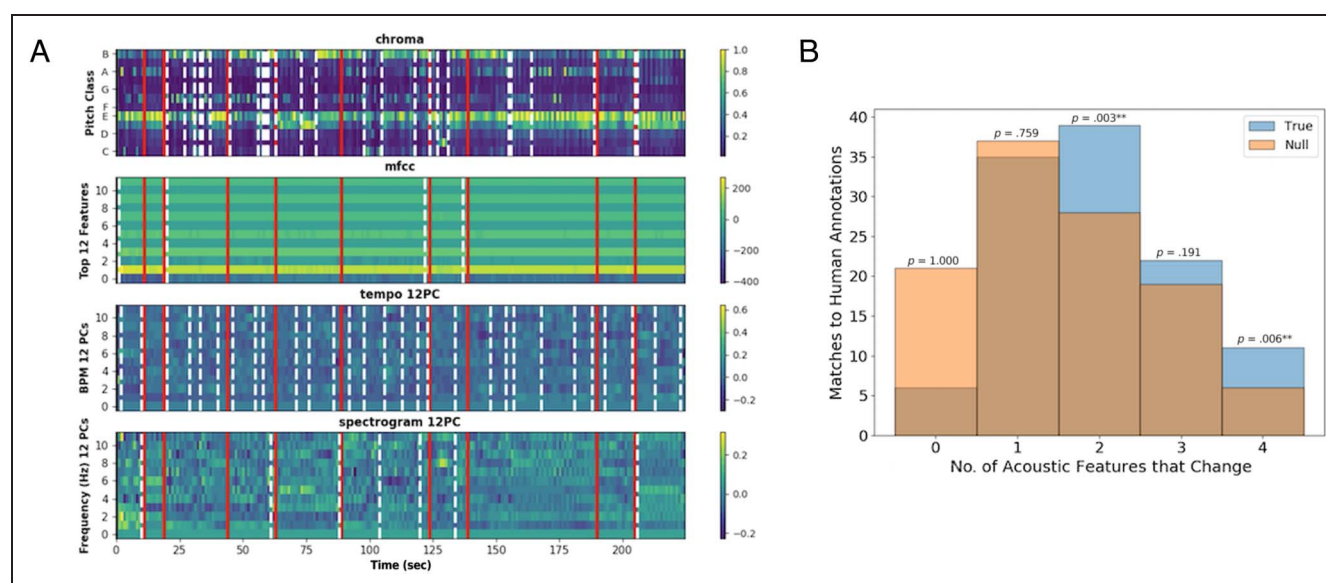 A
chroma
Pitch Class
B
A
G
F
E
D
C
1.0
0.8
0.6
0.4
0.2
mfcc
Top 12 Features
10
8
6
4
2
0
200
0
−200
−400
tempo 12PC
BPM 12 PCs
10
8
6
4
2
0
0.6
0.4
0.2
0.0
−0.2
spectrogram 12PC
Frequency (Hz) 12 PCs
10
8
6
4
2
0
0.2
0.0
−0.2
0 25 50 75 100 125 150 175 200
Time (sec)
B
Matches to Human Annotations
40
35
30
25
20
15
10
5
0
p = 1.000
p = .759
p = .003**
p = .191
p = .006**
True
Null
0 1 2 3 4
No. of Acoustic Features that Change